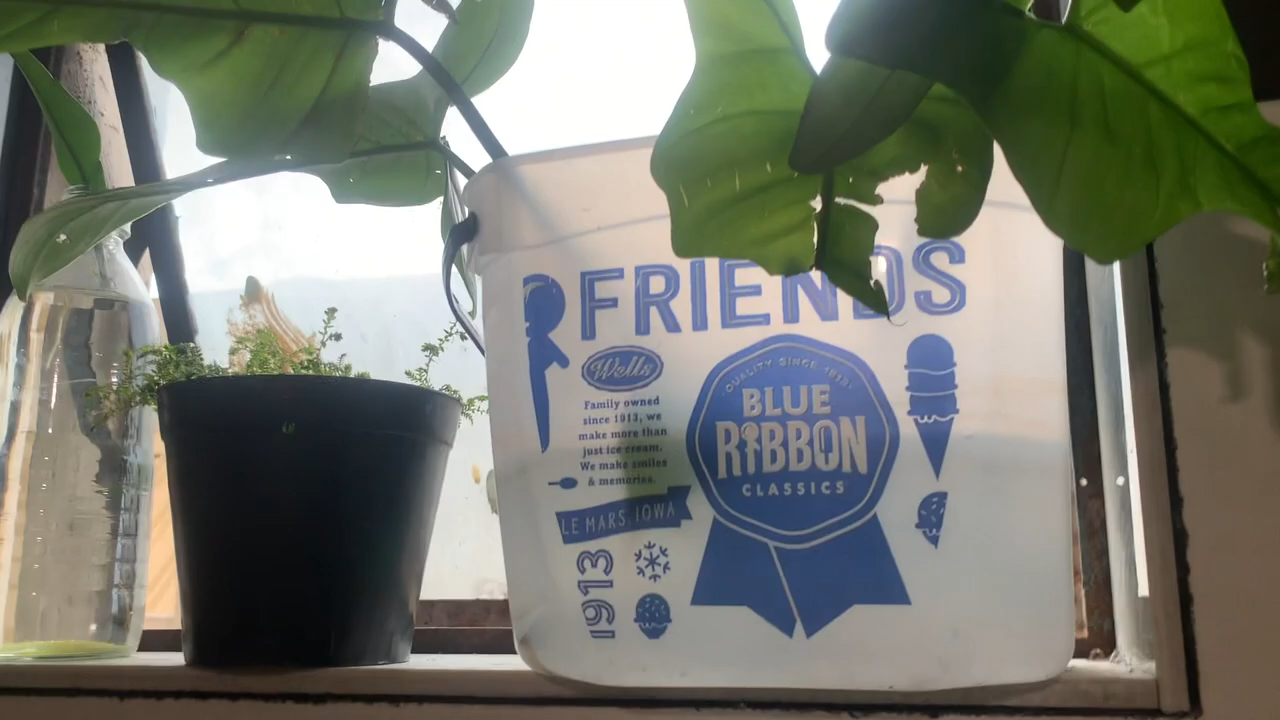 FRIENDS
Wells
Family owned
since 1913, we
make more than
just ice cream.
We make smiles
& memories.
LE MARS, IOWA
1913
QUALITY SINCE 1913
BLUE
RIBBON
CLASSICS